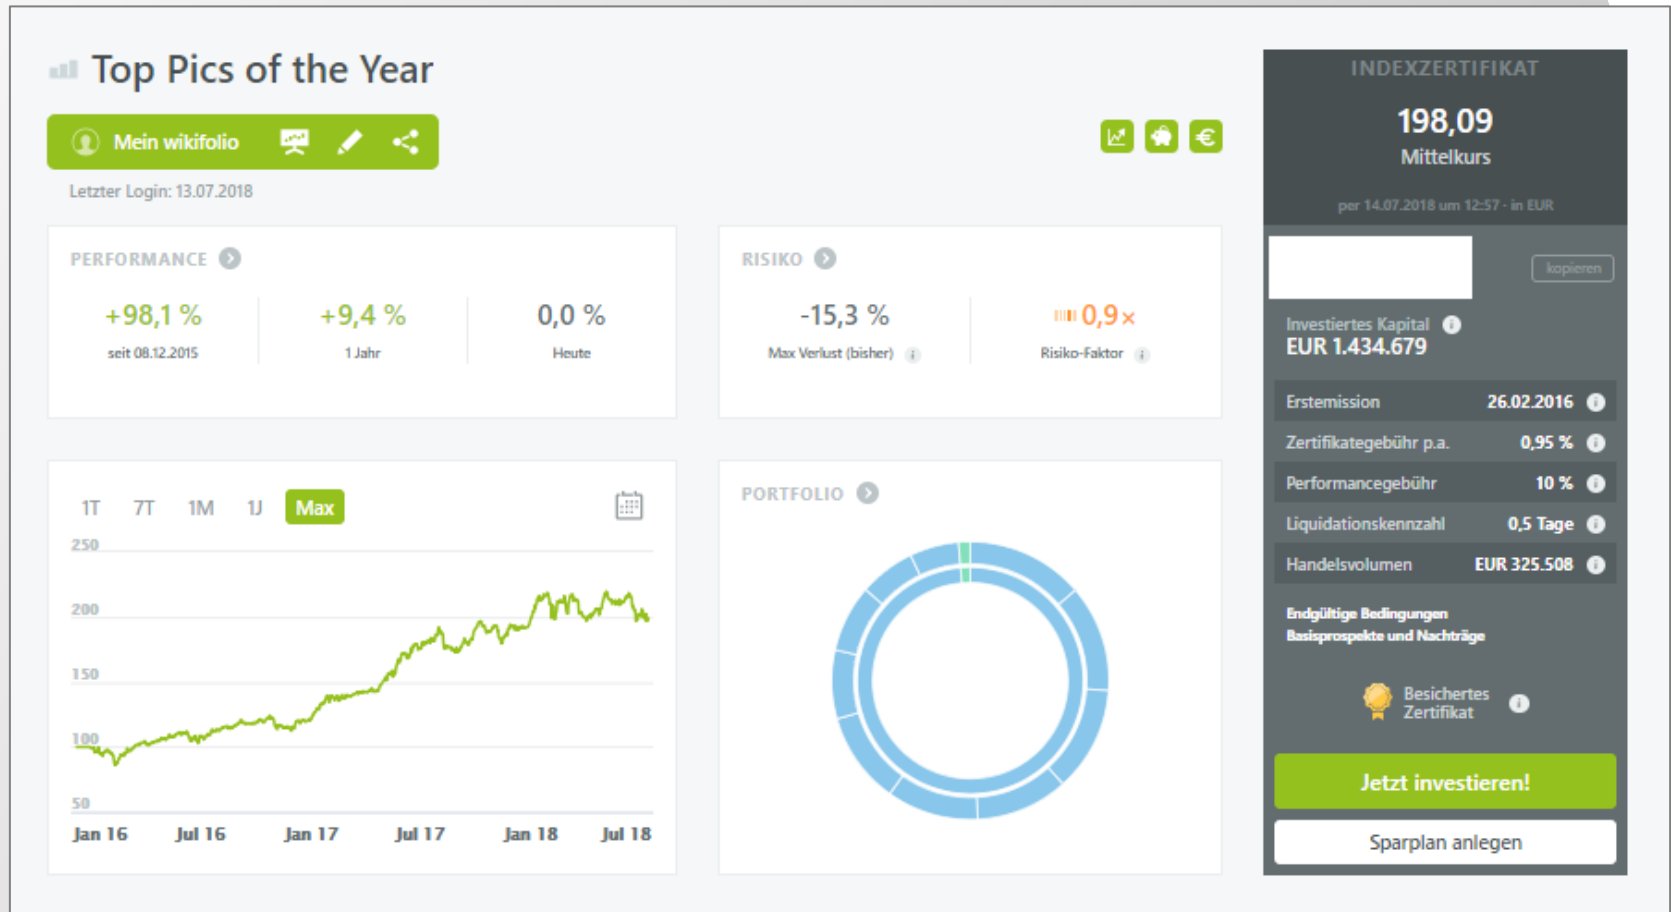 Top Pics of the Year
Mein wikifolio
Letzter Login: 13.07.2018
PERFORMANCE
+98,1 %
seit 08.12.2015
+9,4 %
1 Jahr
0,0 %
Heute
RISIKO
-15,3 %
Max Verlust (bisher)
0,9×
Risiko-Faktor
1T 7T 1M 1J Max
250
200
150
100
50
Jan 16 Jul 16 Jan 17 Jul 17 Jan 18 Jul 18
PORTFOLIO
INDEXZERTIFIKAT
198,09
Mittelkurs
per 14.07.2018 um 12:57 - in EUR
kopieren
Investiertes Kapital
EUR 1.434.679
Erstemission 26.02.2016
Zertifikategebühr p.a. 0,95 %
Performancegebühr 10 %
Liquidationskennzahl 0,5 Tage
Handelsvolumen EUR 325.508
Endgültige Bedingungen
Basisprospekte und Nachträge
Besichertes
Zertifikat
Jetzt investieren!
Sparplan anlegen